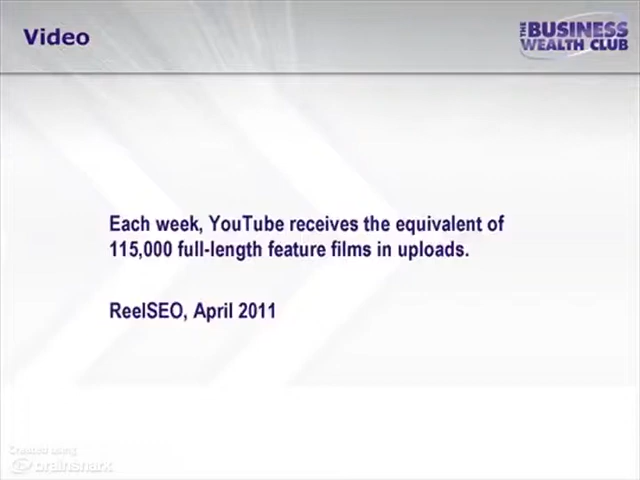 Video
THE BUSINESS
WEALTH CLUB
Each week, YouTube receives the equivalent of
115,000 full-length feature films in uploads.
ReelSEO, April 2011
Created using
brainshark